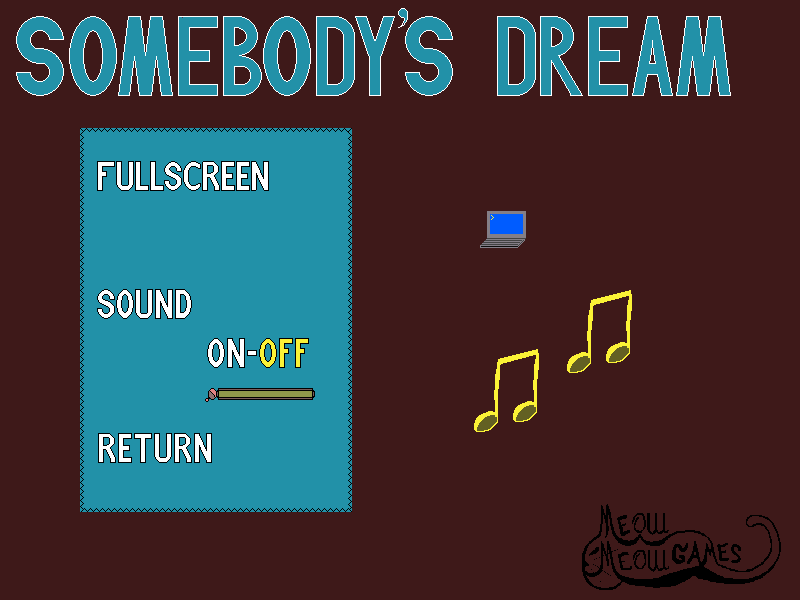 SOMEBODY'S DREAM
FULLSCREEN
SOUND
ON-OFF
RETURN
MEOW
MEOW GAMES